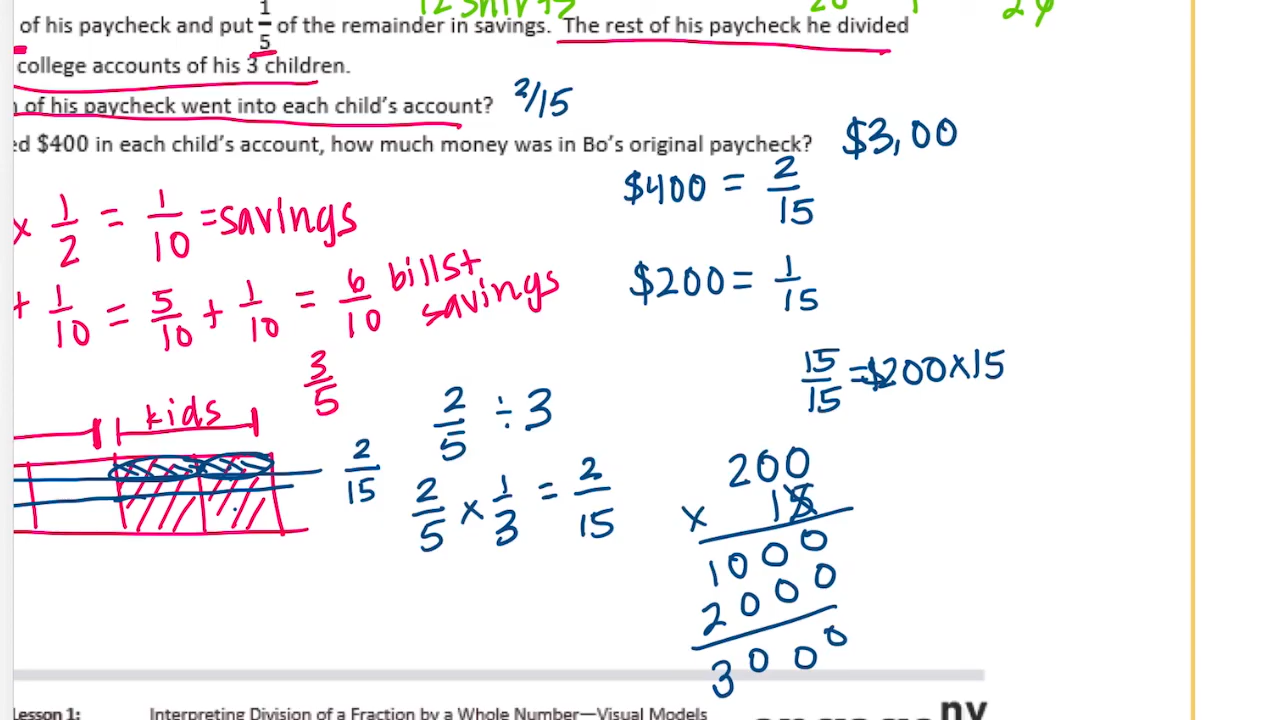 12 shirts
of his paycheck and put 1/5 of the remainder in savings. The rest of his paycheck he divided
college accounts of his 3 children.
of his paycheck went into each child's account? 2/15
ed $400 in each child's account, how much money was in Bo's original paycheck? $3,00
$400 = 2/15
x 1/2 = 1/10 = savings
$200 = 1/15
+ 1/10 = 5/10 + 1/10 = 6/10 bills + savings
3/5
15/15 = $200 x 15
kids
2/5 ÷ 3
2/15
2/5 x 1/3 = 2/15
200
x 15
1000
2000
3000
Lesson 1: Interpreting Division of a Fraction by a Whole Number—Visual Models
ny